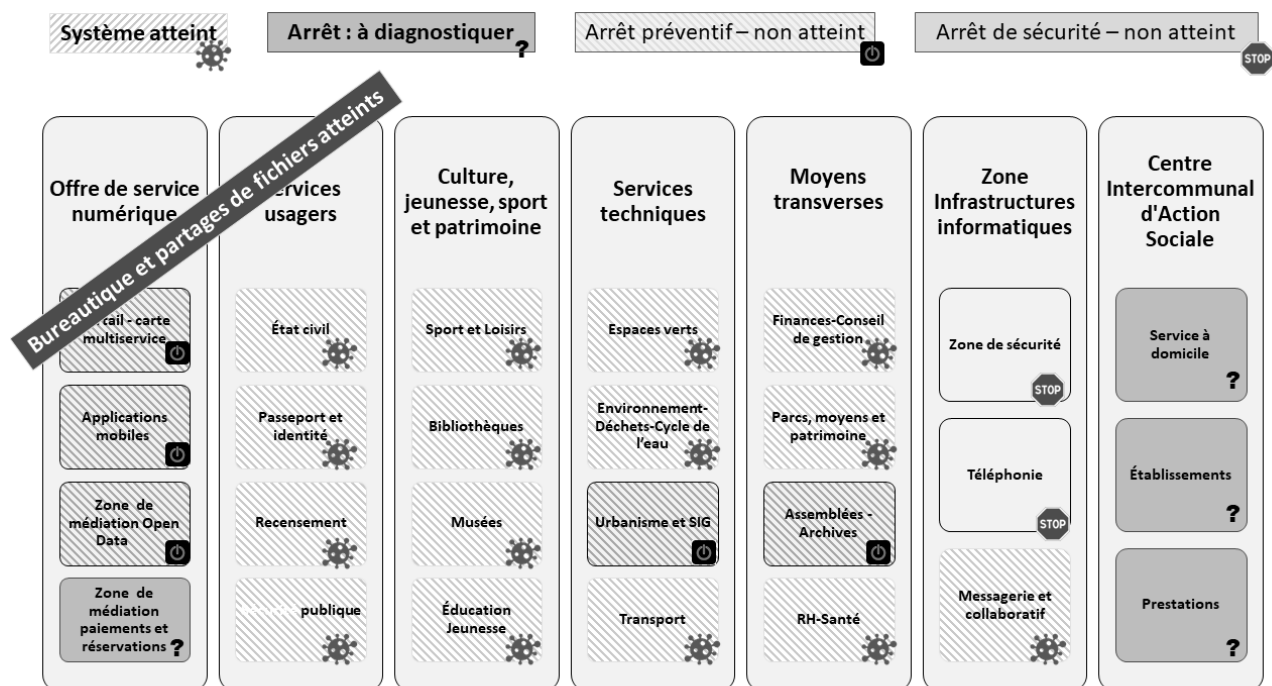 Système atteint
Arrêt : à diagnostiquer
?
Arrêt préventif – non atteint
Arrêt de sécurité – non atteint
STOP
Bureautique et partages de fichiers atteints
Offre de service
numérique
usagers
Culture,
jeunesse, sport
et patrimoine
Services
techniques
Moyens
transverses
Zone
Infrastructures
informatiques
Centre
Intercommunal
d'Action
Sociale
- carte
multiservice
Applications
mobiles
Zone de
médiation Open
Data
Zone de
médiation
paiements et
réservations
?
État civil
Passeport et
identité
Recensement
publique
Sport et Loisirs
Bibliothèques
Musées
Éducation
Jeunesse
Espaces verts
Environnement-
Déchets-Cycle de
l'eau
Urbanisme et SIG
Transport
Finances-Conseil
de gestion
Parcs, moyens et
patrimoine
Assemblées -
Archives
RH-Santé
Zone de sécurité
STOP
Téléphonie
STOP
Messagerie et
collaboratif
Service à
domicile
?
Établissements
?
Prestations
?